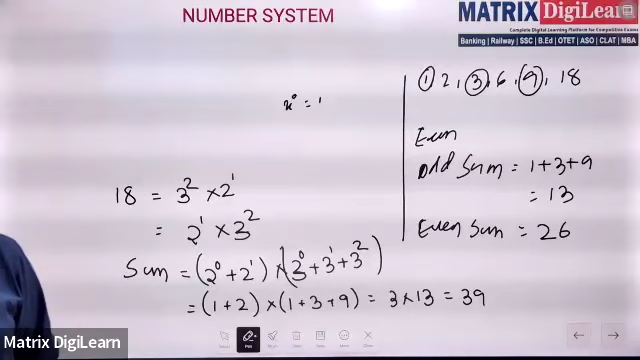 NUMBER SYSTEM
MATRIX DigiLearn
Complete Digital Learning Platform for Competitive Exams
Banking | Railway | SSC | B.Ed | OTET | ASO | CLAT | MBA
x⁰ = 1
1 2, 3, 6, 9, 18
Even
odd Sum = 1+3+9
= 13
Even Sum = 26
18 = 3² × 2¹
= 2¹ × 3²
Sum = (2⁰ + 2¹) × (3⁰ + 3¹ + 3²)
= (1+2) × (1+3+9) = 3 × 13 = 39
Matrix DigiLearn